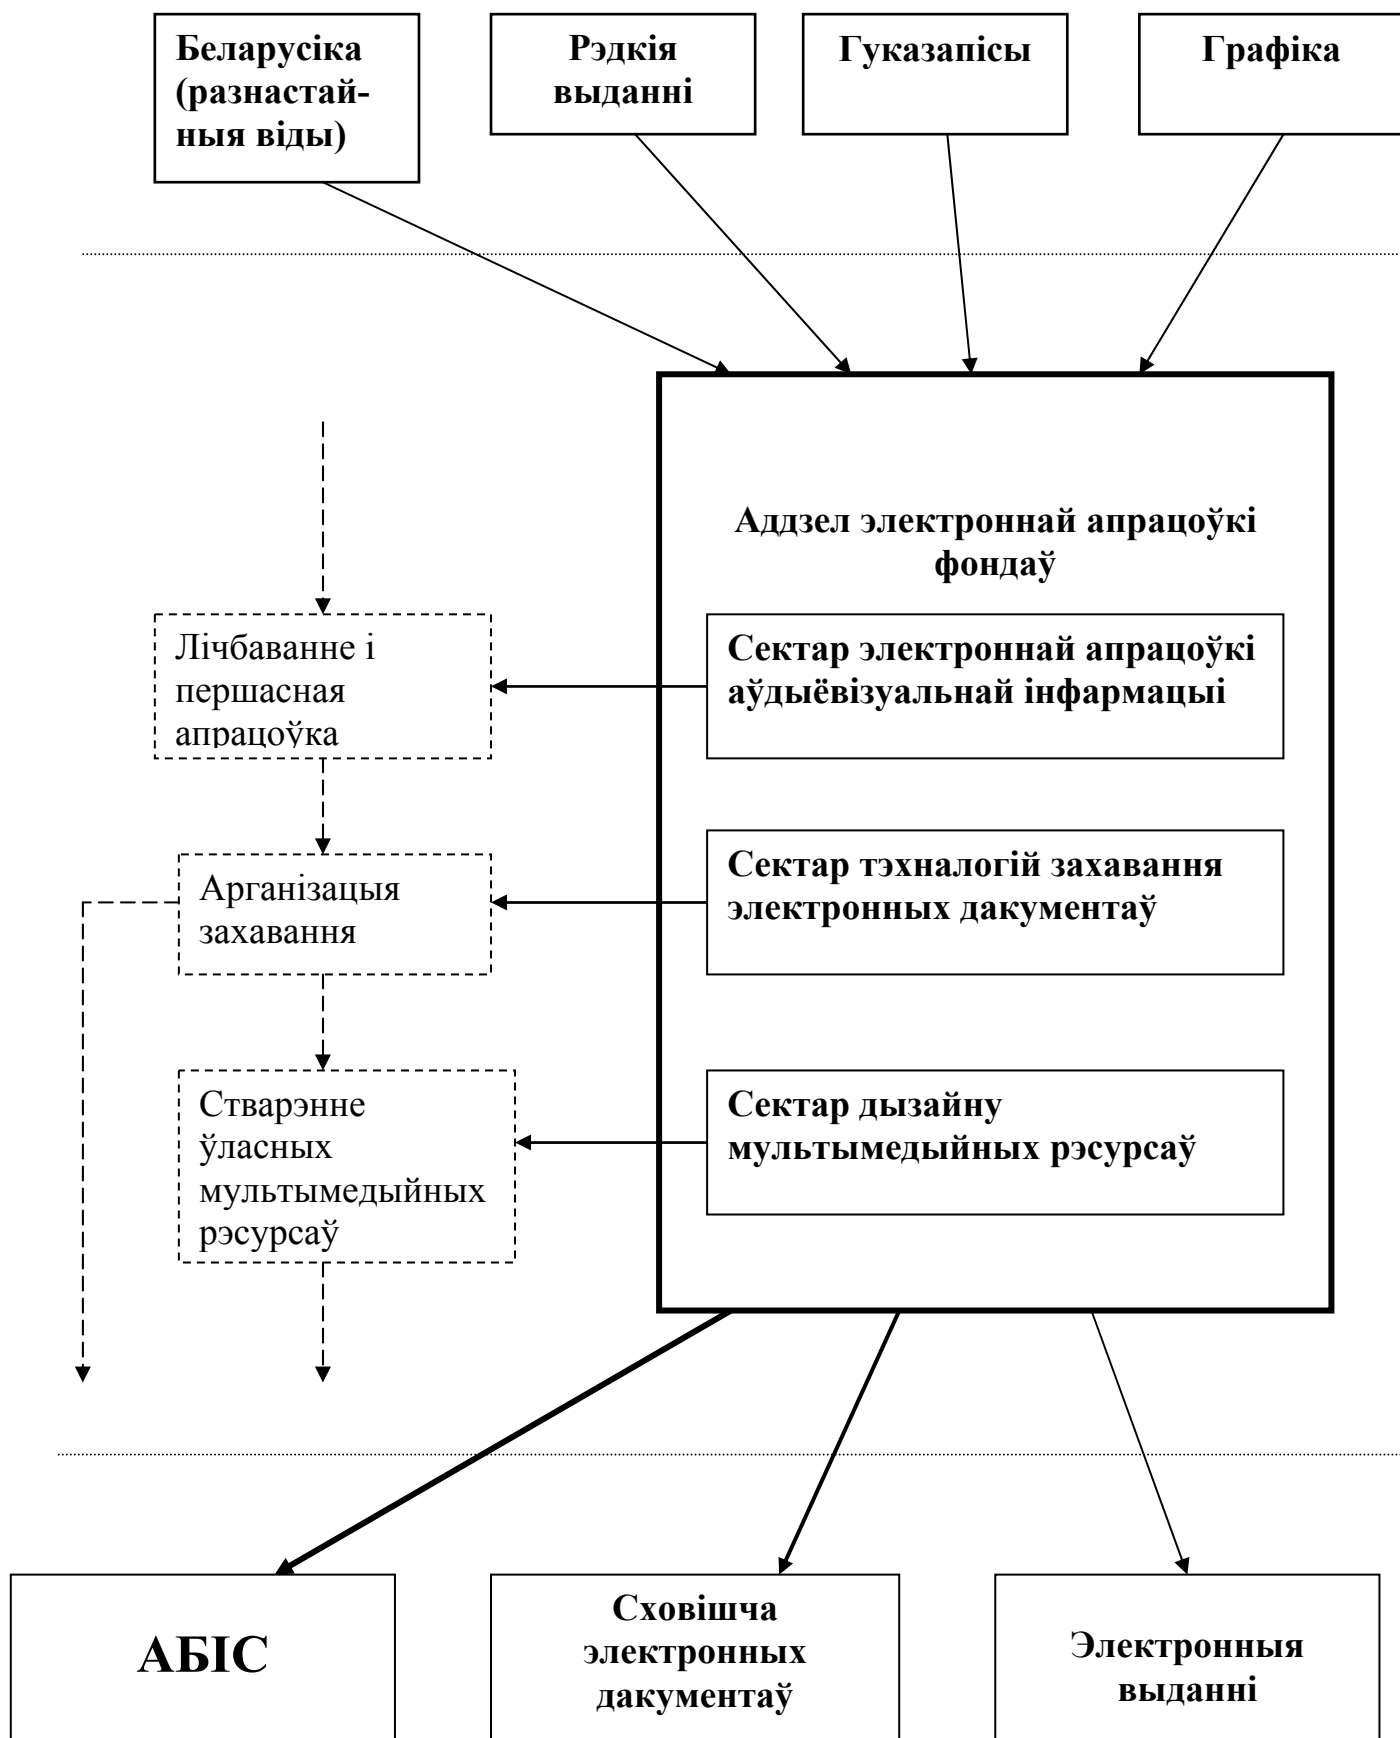 Беларусіка
(разнастай-
ныя віды)
Рэдкія
выданні
Гуказапісы
Графіка
Аддзел электроннай апрацоўкі
фондаў
Лічбаванне і
першасная
апрацоўка
Сектар электроннай апрацоўкі
аўдыёвізуальнай інфармацыі
Арганізацыя
захавання
Сектар тэхналогій захавання
электронных дакументаў
Стварэнне
ўласных
мультымедыйных
рэсурсаў
Сектар дызайну
мультымедыйных рэсурсаў
АБІС
Сховішча
электронных
дакументаў
Электронныя
выданні